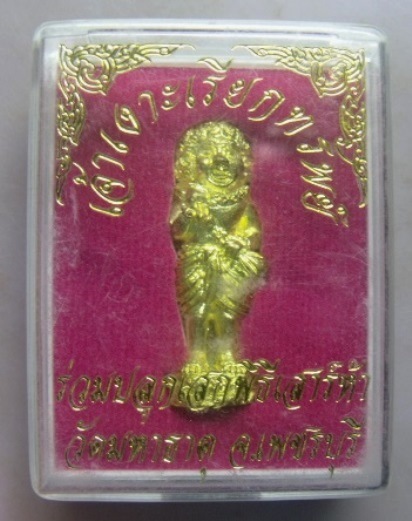 เจ้าเงาะเรียกทรัพย์
ร่วมปลุกเสกพิธีเสาร์ห้า
วัดมหาธาตุ จ.เพชรบุรี